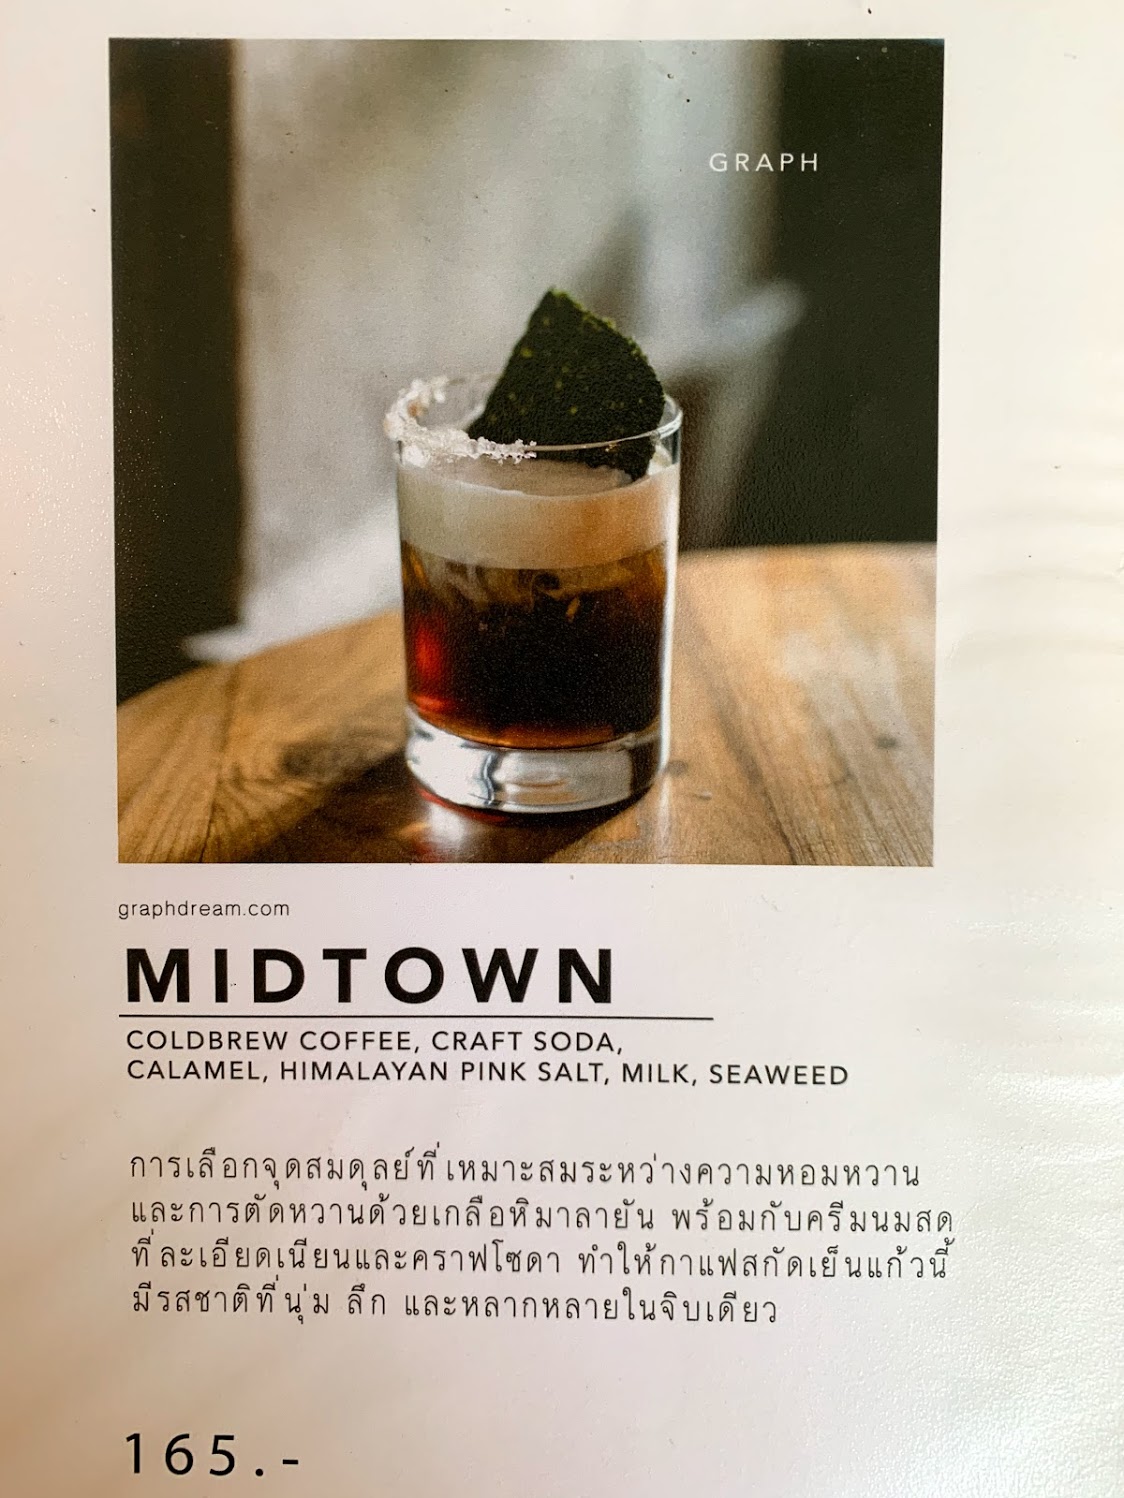 GRAPH
graphdream.com
MIDTOWN
COLDBREW COFFEE, CRAFT SODA,
CALAMEL, HIMALAYAN PINK SALT, MILK, SEAWEED
การเลือกจุดสมดุลย์ที่เหมาะสมระหว่างความหอมหวาน
และการตัดหวานด้วยเกลือหิมาลายัน พร้อมกับครีมนมสด
ที่ละเอียดเนียนและคราฟโซดา ทำให้กาแฟสกัดเย็นแก้วนี้
มีรสชาติที่นุ่ม ลึก และหลากหลายในจิบเดียว
165.-